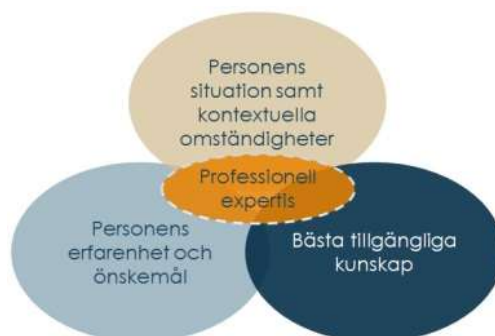 Personens
situation samt
kontextuella
omständigheter
Professionell
expertis
Personens
erfarenhet och
önskemål
Bästa tillgängliga
kunskap